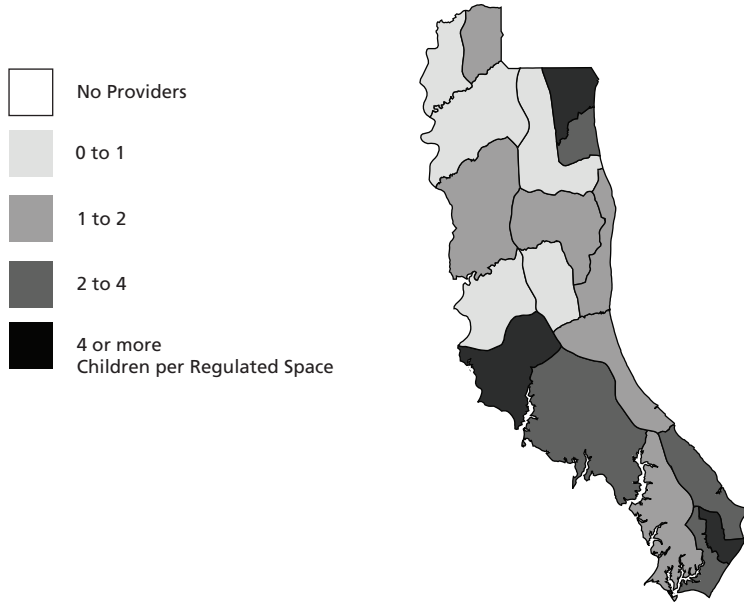 No Providers
0 to 1
1 to 2
2 to 4
4 or more
Children per Regulated Space